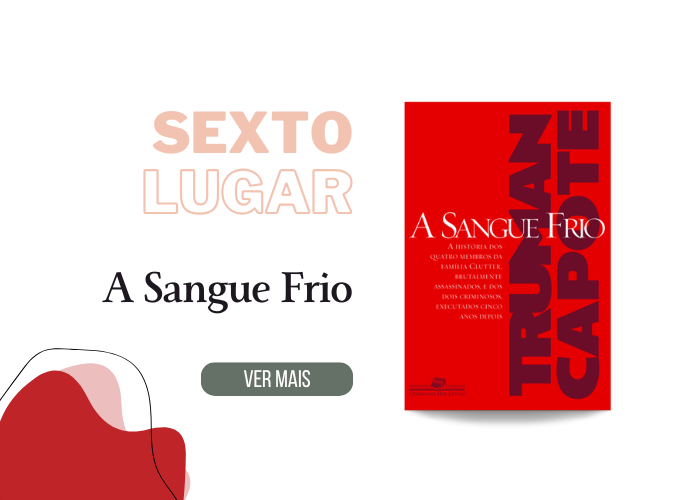 SEXTO
LUGAR
A Sangue Frio
VER MAIS
TRUMAN
CAPOTE
A SANGUE FRIO
A HISTÓRIA DOS
QUATRO MEMBROS DA
FAMÍLIA CLUTTER,
BRUTALMENTE
ASSASSINADOS, E DOS
DOIS CRIMINOSOS,
EXECUTADOS CINCO
ANOS DEPOIS